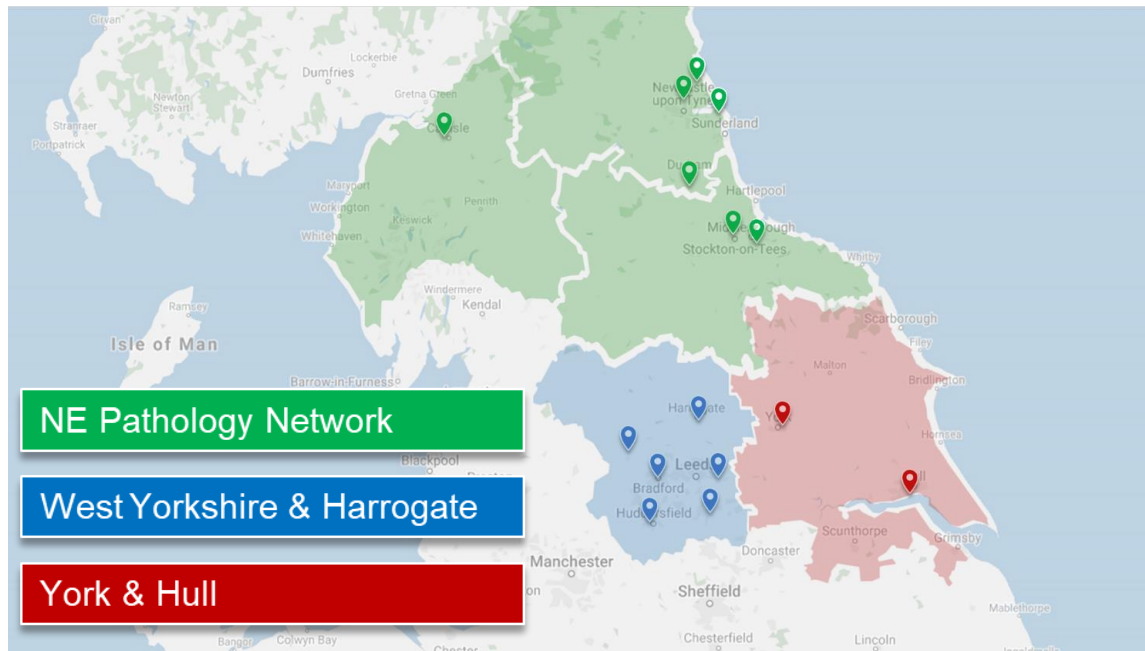 Girvan
Lockerbie
Dumfries
Newton
Stewart
Gretna Green
Stranraer
Portpatrick
Carlisle
Newcastle
upon Tyne
Sunderland
Durham
Hartlepool
Maryport
Workington
Whitehaven
Keswick
Penrith
Middlesbrough
Stockton-on-Tees
Whitby
Windermere
Kendal
Ramsey
Isle of Man
Scarborough
Filey
Malton
Bridlington
Barrow-in-Furness
Harrogate
York
Hornsea
NE Pathology Network
Blackpool
Leeds
Bradford
Hull
West Yorkshire & Harrogate
Huddersfield
Scunthorpe
Grimsby
Doncaster
Manchester
York & Hull
Sheffield
Mablethorpe
Bangor
Colwyn Bay
Chester
Chesterfield
Lincoln